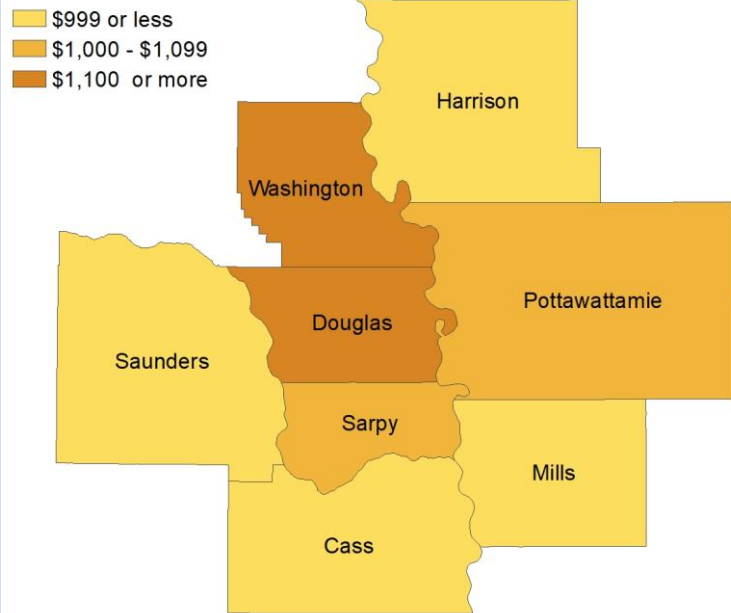 $999 or less
$1,000 - $1,099
$1,100 or more
Harrison
Washington
Pottawattamie
Douglas
Saunders
Sarpy
Mills
Cass